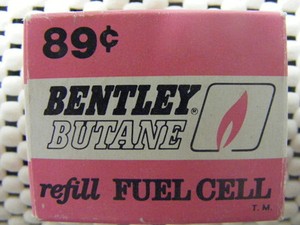 89¢
BENTLEY®
BUTANE
refill FUEL CELL
T.M.